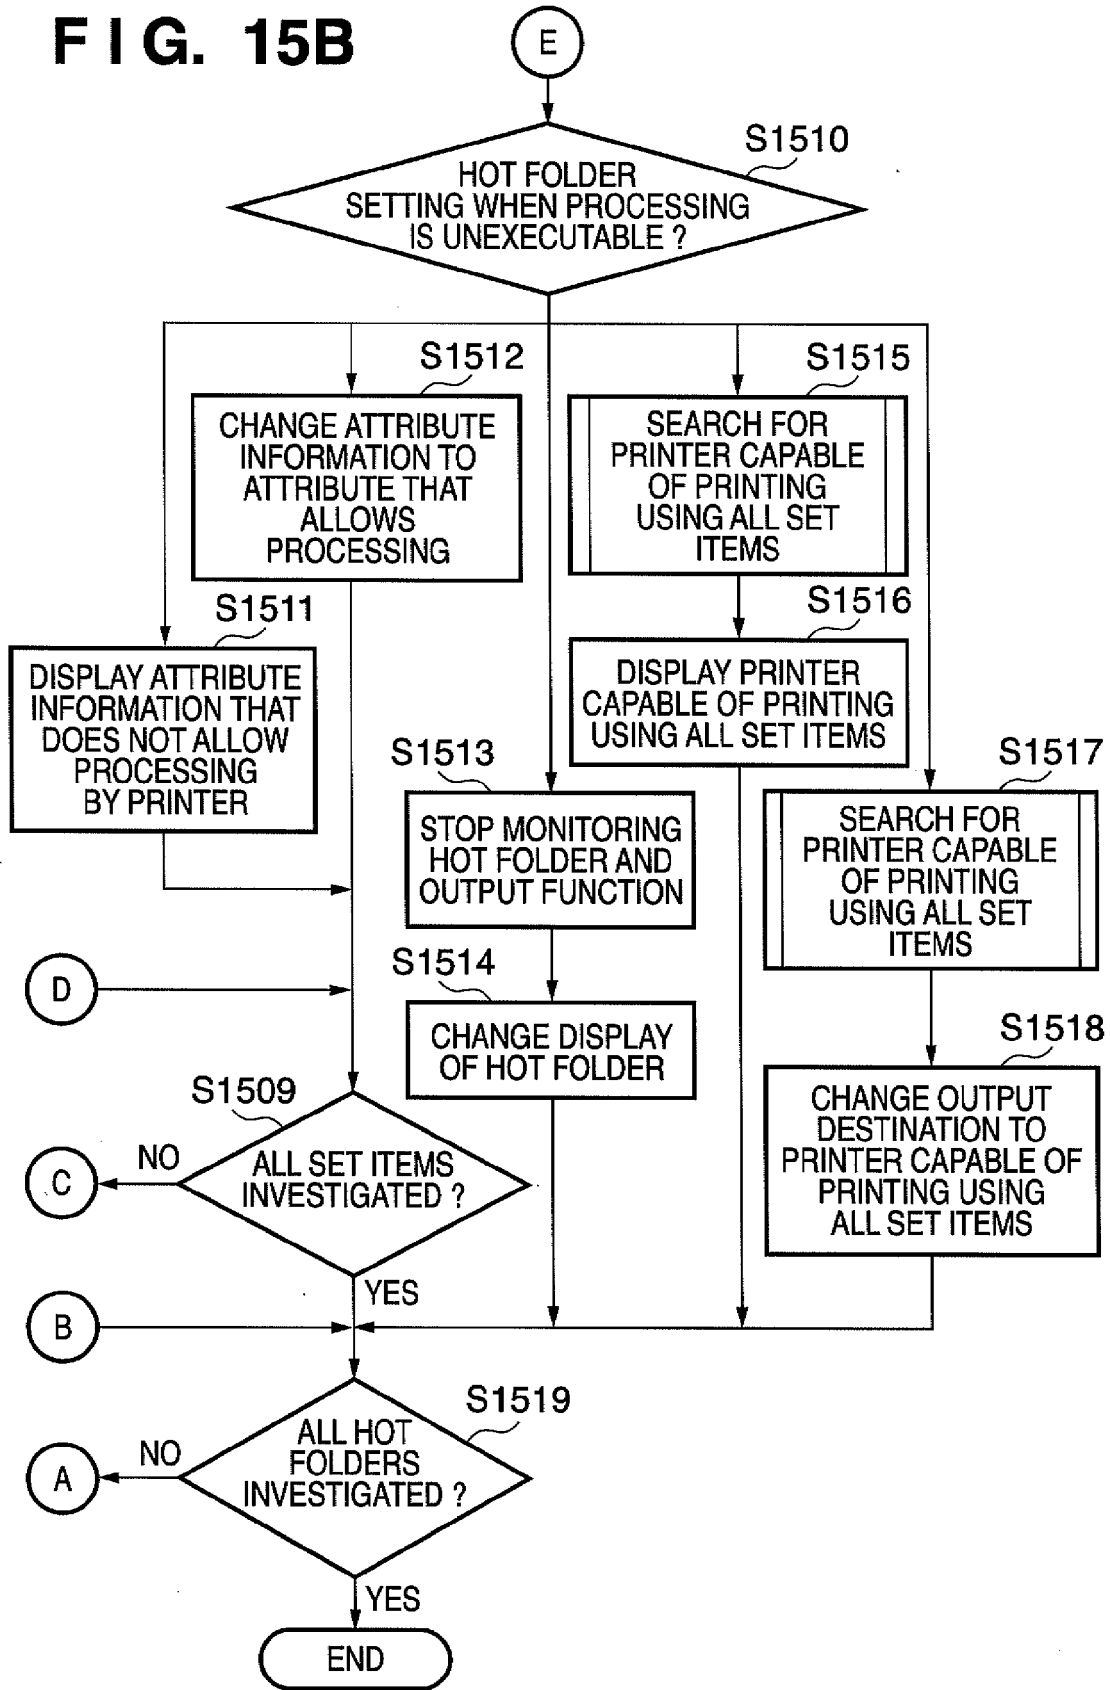 FIG. 15B
E
S1510
HOT FOLDER
SETTING WHEN PROCESSING
IS UNEXECUTABLE ?
S1512
CHANGE ATTRIBUTE
INFORMATION TO
ATTRIBUTE THAT
ALLOWS
PROCESSING
S1515
SEARCH FOR
PRINTER CAPABLE
OF PRINTING
USING ALL SET
ITEMS
S1511
DISPLAY ATTRIBUTE
INFORMATION THAT
DOES NOT ALLOW
PROCESSING
BY PRINTER
S1516
DISPLAY PRINTER
CAPABLE OF PRINTING
USING ALL SET ITEMS
S1513
STOP MONITORING
HOT FOLDER AND
OUTPUT FUNCTION
S1517
SEARCH FOR
PRINTER CAPABLE
OF PRINTING
USING ALL SET
ITEMS
D
S1514
CHANGE DISPLAY
OF HOT FOLDER
S1518
CHANGE OUTPUT
DESTINATION TO
PRINTER CAPABLE OF
PRINTING USING
ALL SET ITEMS
S1509
ALL SET ITEMS
INVESTIGATED ?
NO
C
YES
B
S1519
ALL HOT
FOLDERS
INVESTIGATED ?
NO
A
YES
END